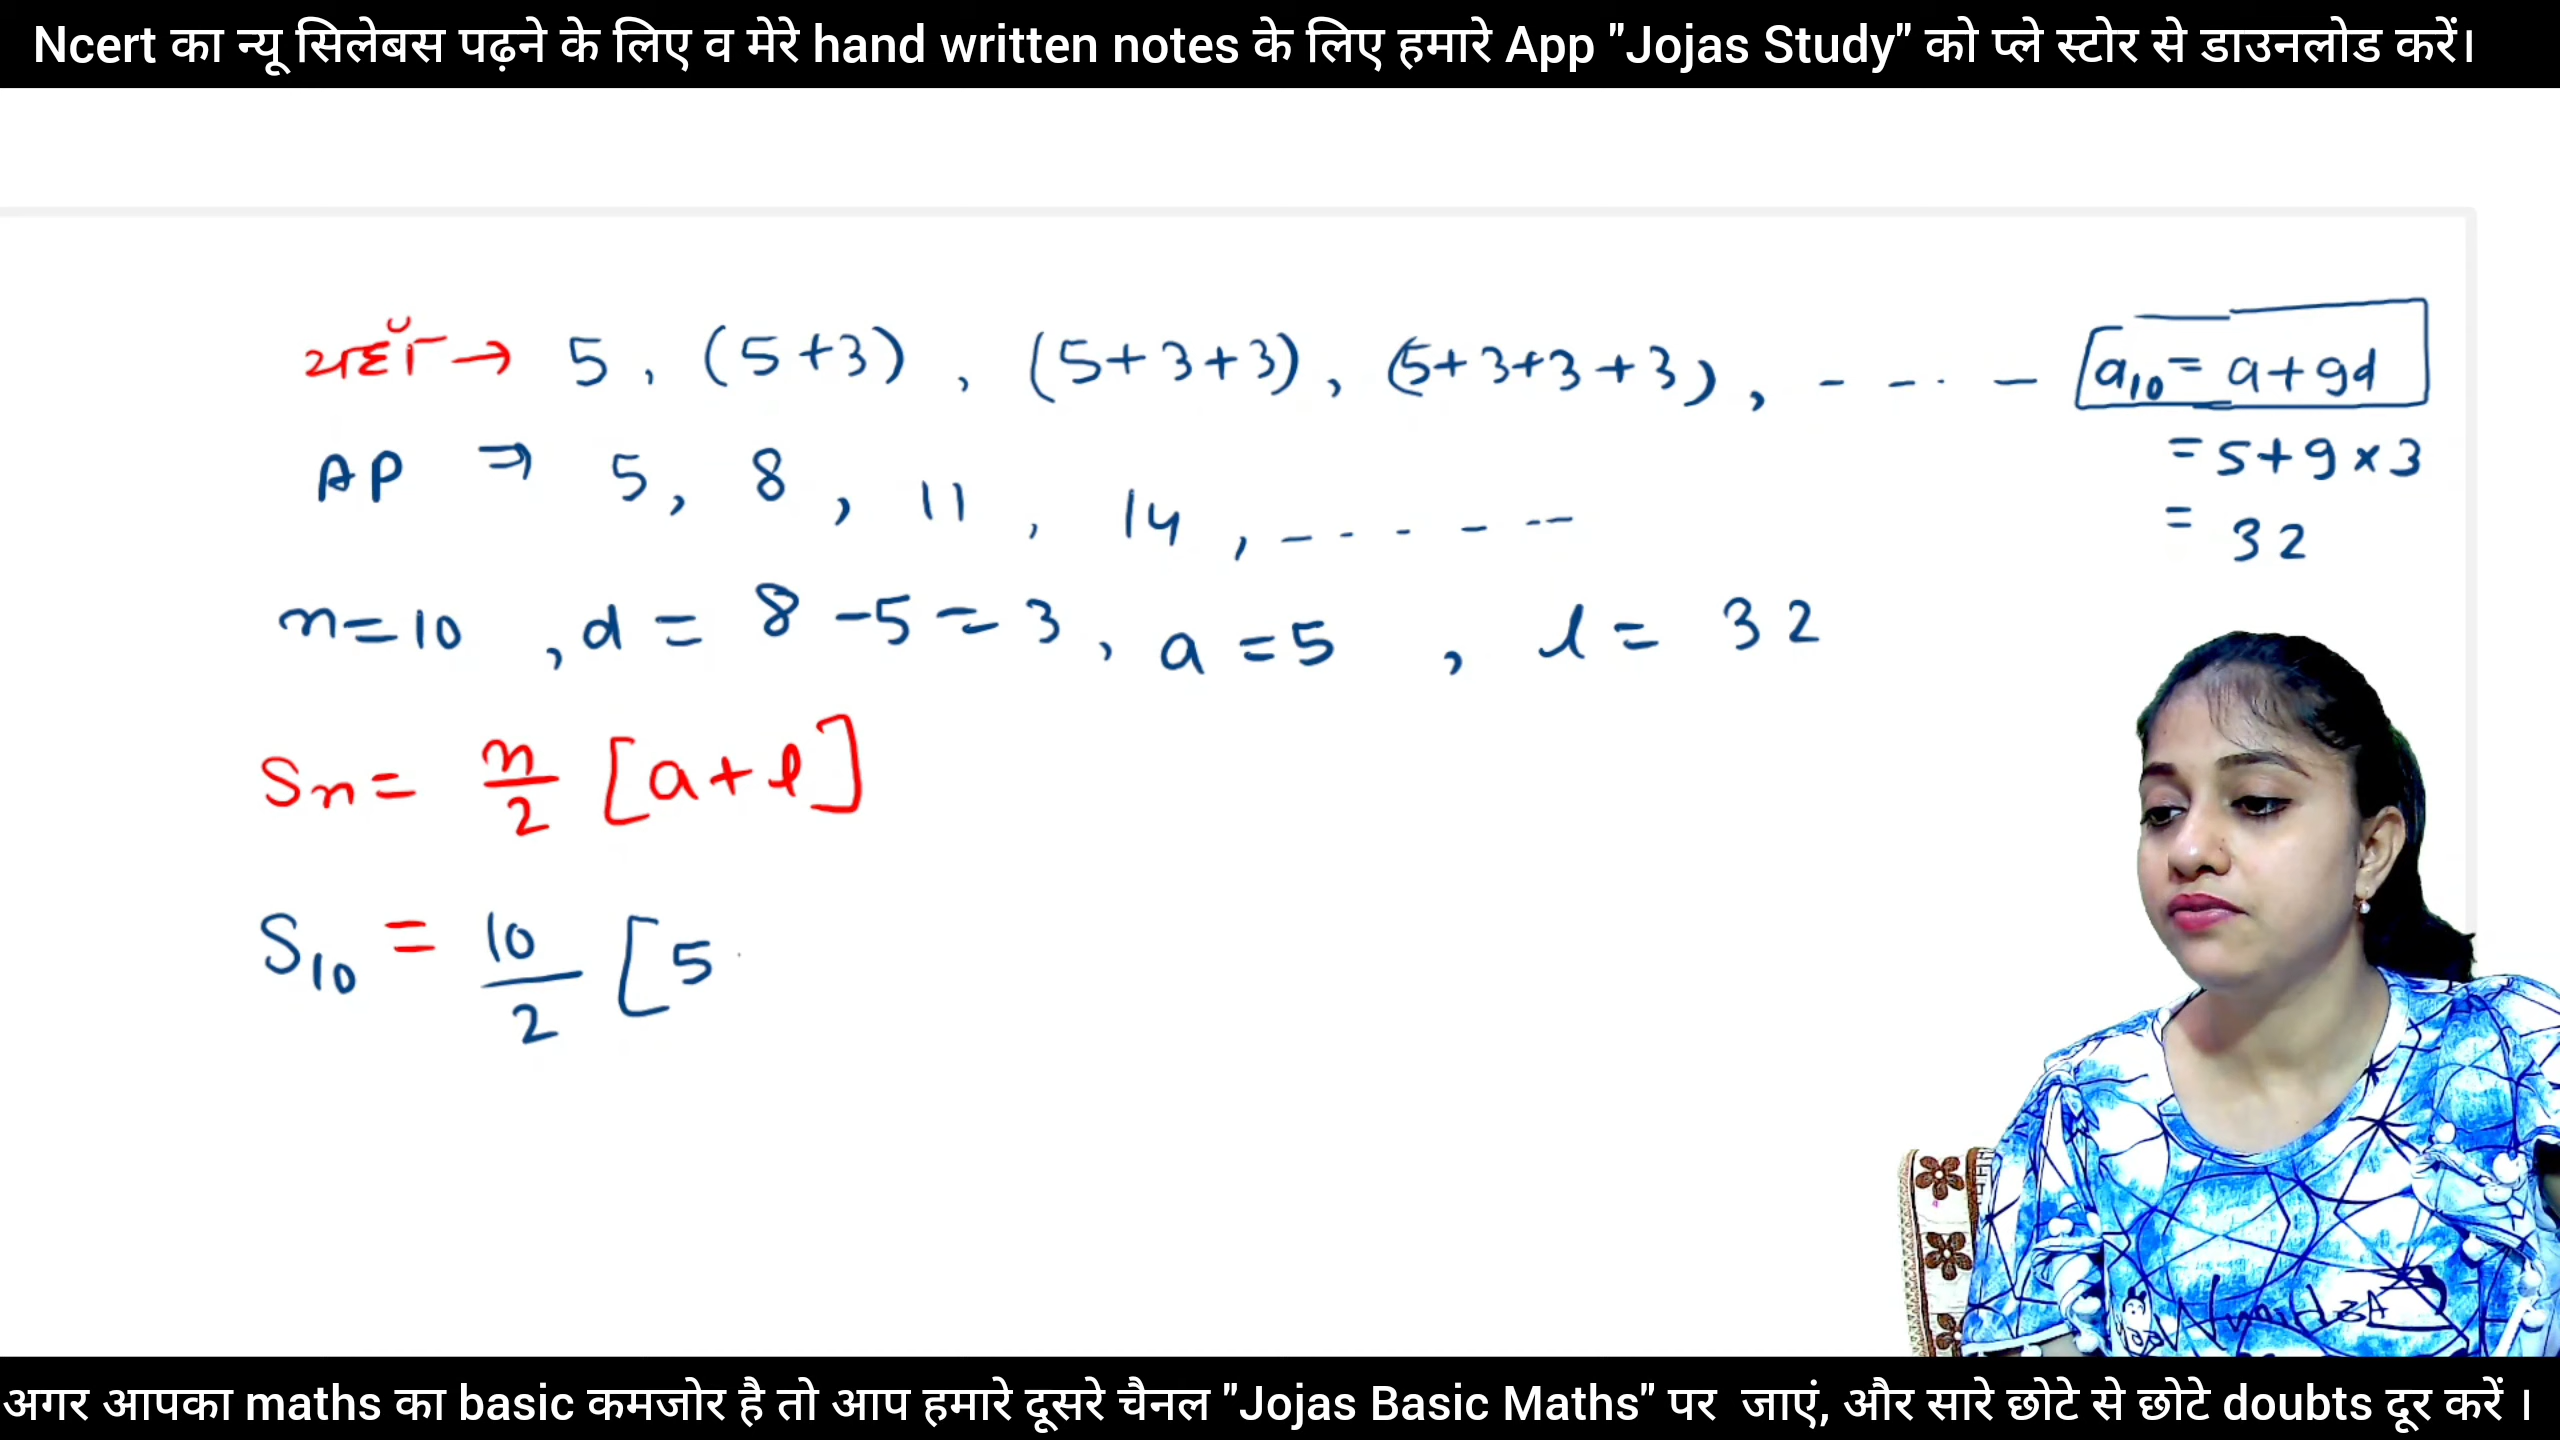 Ncert का न्यू सिलेबस पढ़ने के लिए व मेरे hand written notes के लिए हमारे App "Jojas Study" को प्ले स्टोर से डाउनलोड करें।
यहाँ → 5, (5+3), (5+3+3), (5+3+3+3), - - - - a₁₀ = a+9d
= 5+9×3
= 32
AP ⇒ 5, 8, 11, 14, - - - - -
n=10, d = 8-5 = 3, a = 5, l = 32
Sn = n/2 [a+l]
S₁₀ = 10/2 [5
अगर आपका maths का basic कमजोर है तो आप हमारे दूसरे चैनल "Jojas Basic Maths" पर जाएं, और सारे छोटे से छोटे doubts दूर करें ।